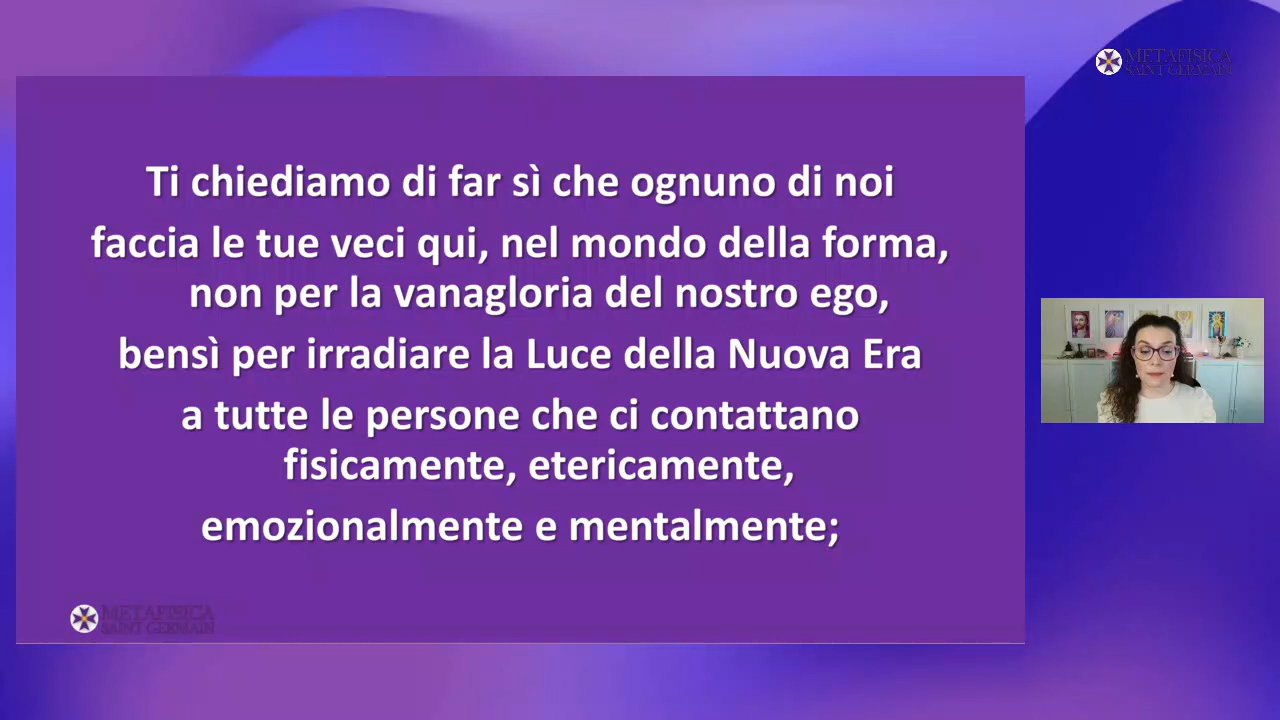 METAFISICA
SAINT GERMAIN
Ti chiediamo di far sì che ognuno di noi
faccia le tue veci qui, nel mondo della forma,
non per la vanagloria del nostro ego,
bensì per irradiare la Luce della Nuova Era
a tutte le persone che ci contattano
fisicamente, etericamente,
emozionalmente e mentalmente;
METAFISICA
SAINT GERMAIN